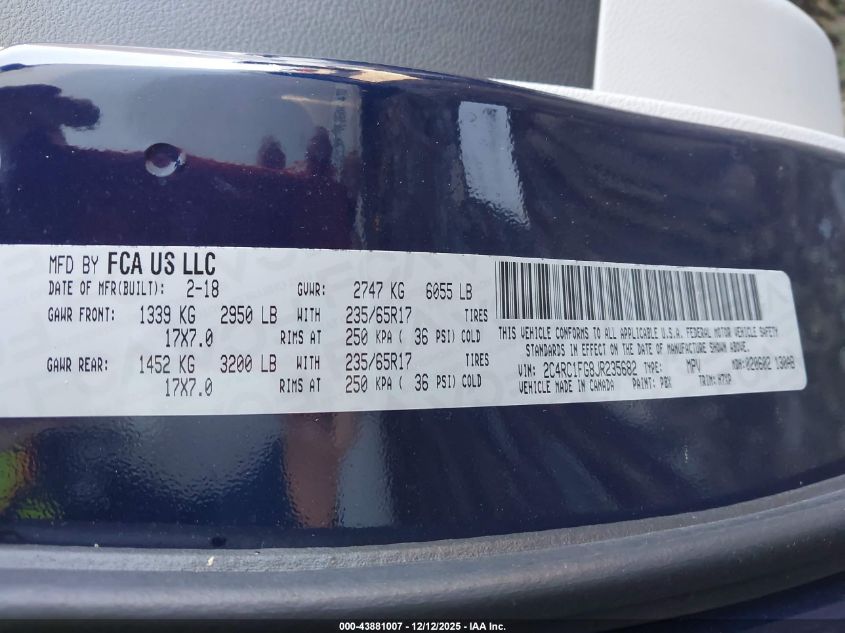 MFD BY FCA US LLC
DATE OF MFR(BUILT): 2-18 GVWR: 2747 KG 6055 LB
GAWR FRONT: 1339 KG 2950 LB WITH 235/65R17 TIRES
17X7.0 RIMS AT 250 KPA ( 36 PSI) COLD
GAWR REAR: 1452 KG 3200 LB WITH 235/65R17 TIRES
17X7.0 RIMS AT 250 KPA ( 36 PSI) COLD
THIS VEHICLE CONFORMS TO ALL APPLICABLE U.S.A. FEDERAL MOTOR VEHICLE SAFETY
STANDARDS IN EFFECT ON THE DATE OF MANUFACTURE SHOWN ABOVE.
VIN: 2C4RC1FG8JR235682 TYPE: MPV MDH:020602 130AB
VEHICLE MADE IN CANADA PAINT: PBX TRIM:
000-43881007 - 12/12/2025 - IAA Inc.